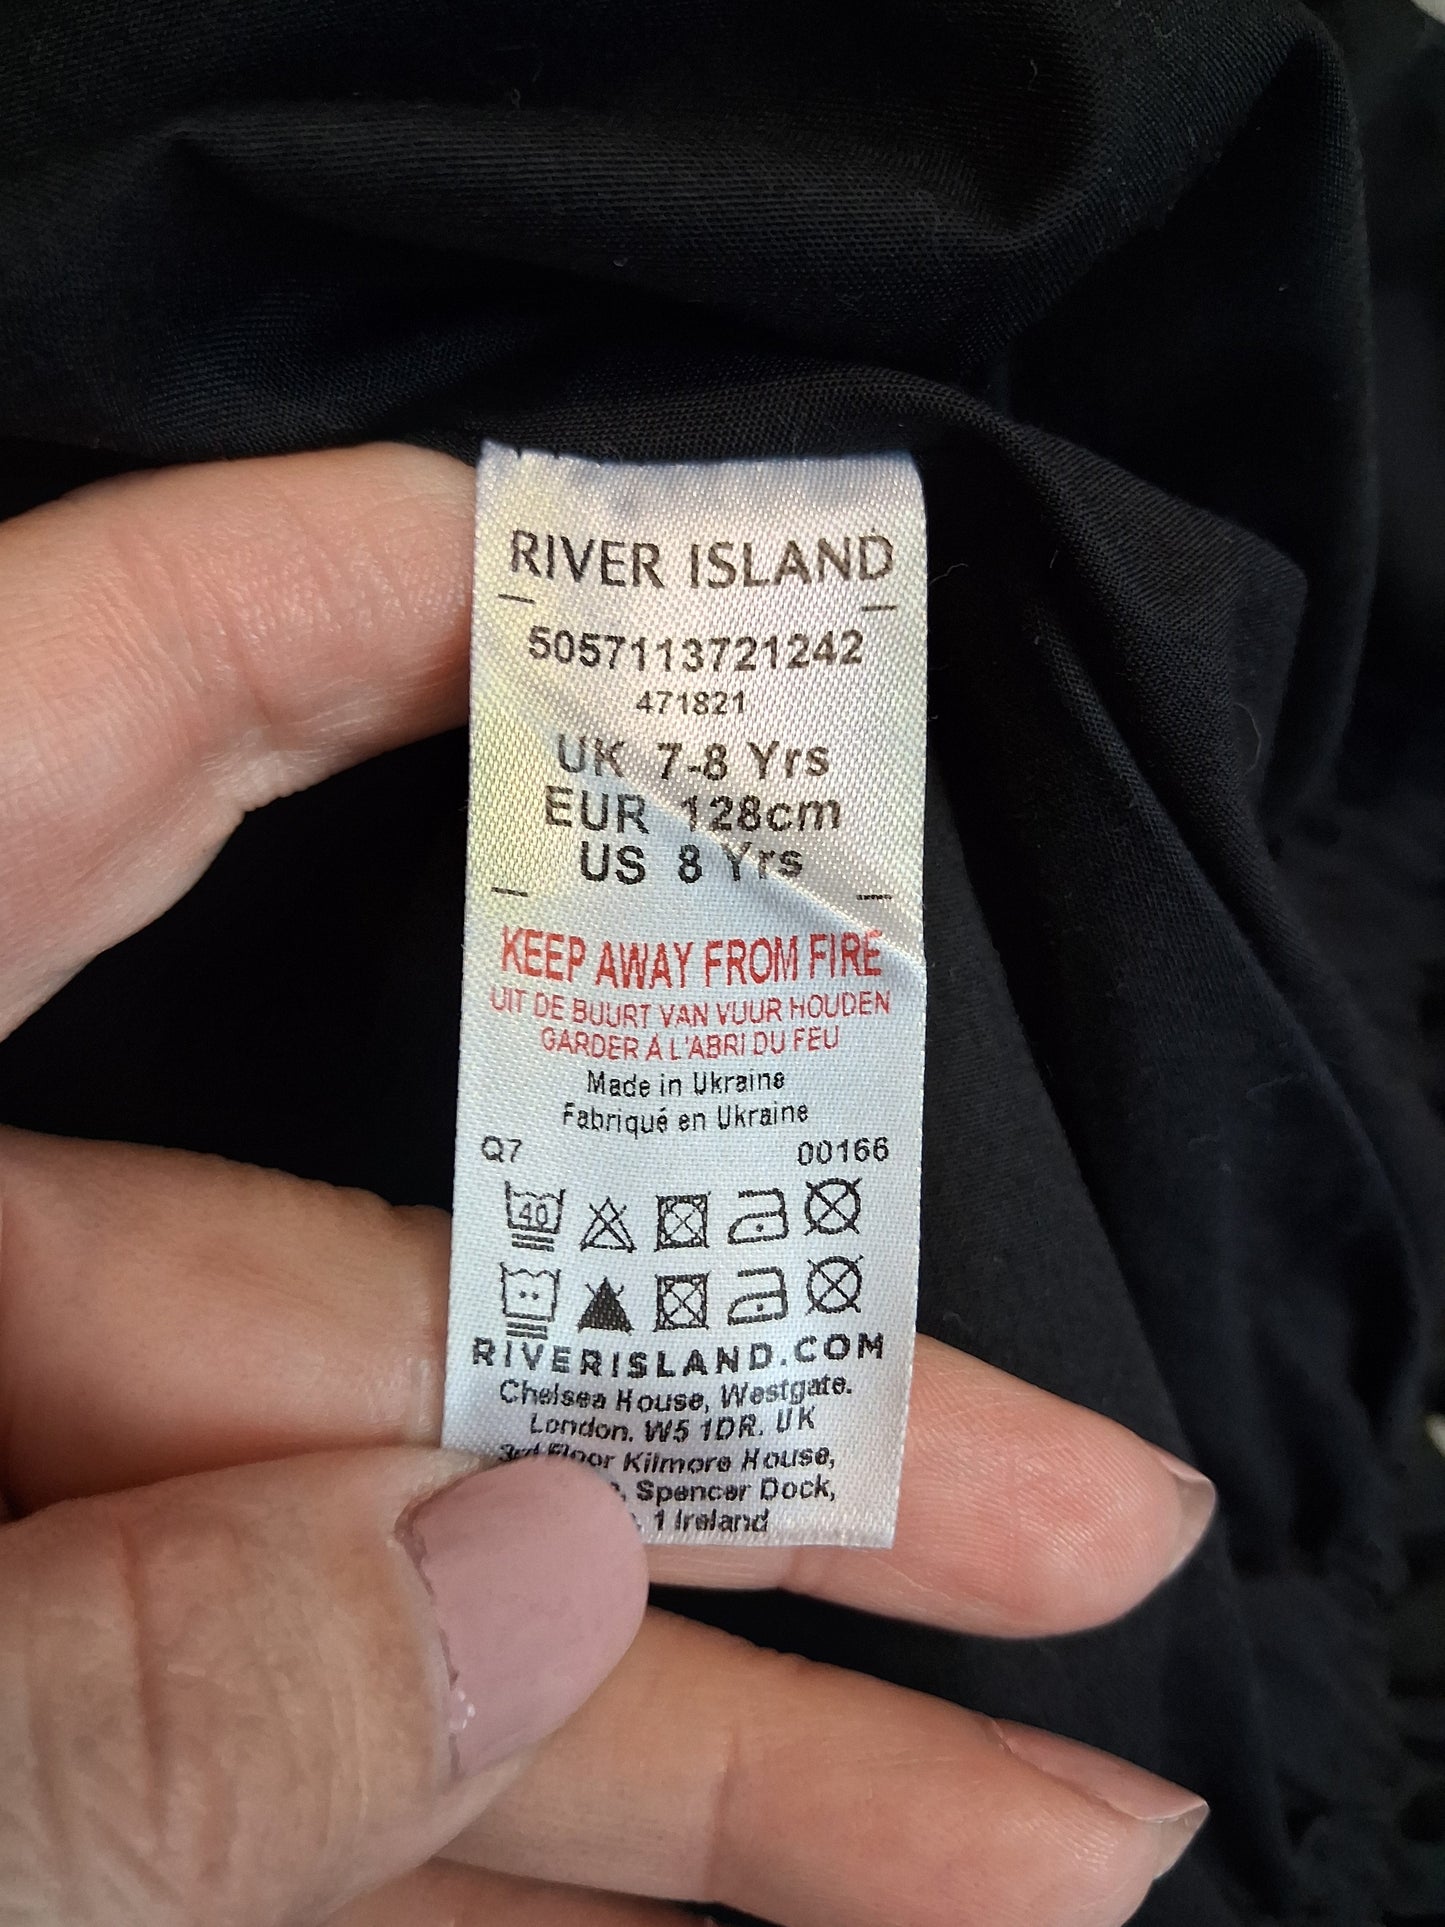 RIVER ISLAND
5057113721242
471821
UK 7-8 Yrs
EUR 128cm
US 8 Yrs
KEEP AWAY FROM FIRE
UIT DE BUURT VAN VUUR HOUDEN
GARDER À L'ABRI DU FEU
Made in Ukraine
Fabriqué en Ukraine
Q7 00166
40
RIVERISLAND.COM
Chelsea House, Westgate.
London. W5 1DR. UK
3rd Floor Kilmore House,
Spencer Dock,
1 Ireland